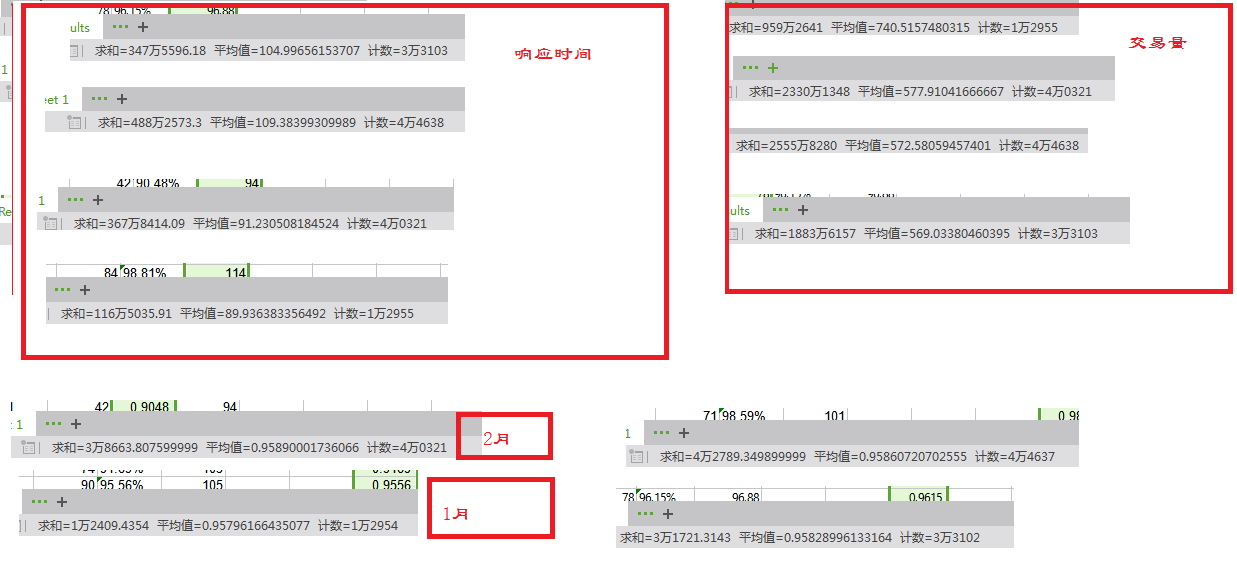 78 96.15% 96.88
ults
求和=347万5596.18 平均值=104.99656153707 计数=3万3103
响应时间
eet 1
求和=488万2573.3 平均值=109.38399309989 计数=4万4638
42 90.48% 94
1
求和=367万8414.09 平均值=91.230508184524 计数=4万0321
84 98.81% 114
求和=116万5035.91 平均值=89.936383356492 计数=1万2955
1
Re
求和=959万2641 平均值=740.5157480315 计数=1万2955
交易量
求和=2330万1348 平均值=577.91041666667 计数=4万0321
求和=2555万8280 平均值=572.58059457401 计数=4万4638
ults
求和=1883万6157 平均值=569.03380460395 计数=3万3103
42 0.9048 94
1
2月
求和=3万8663.807599999 平均值=0.95890001736066 计数=4万0321
90 95.56% 105 0.9556
1月
求和=1万2409.4354 平均值=0.95796166435077 计数=1万2954
71 98.59% 101 0.98
1
求和=4万2789.349899999 平均值=0.95860720702555 计数=4万4637
78 96.15% 96.88 0.9615
求和=3万1721.3143 平均值=0.95828996133164 计数=3万3102